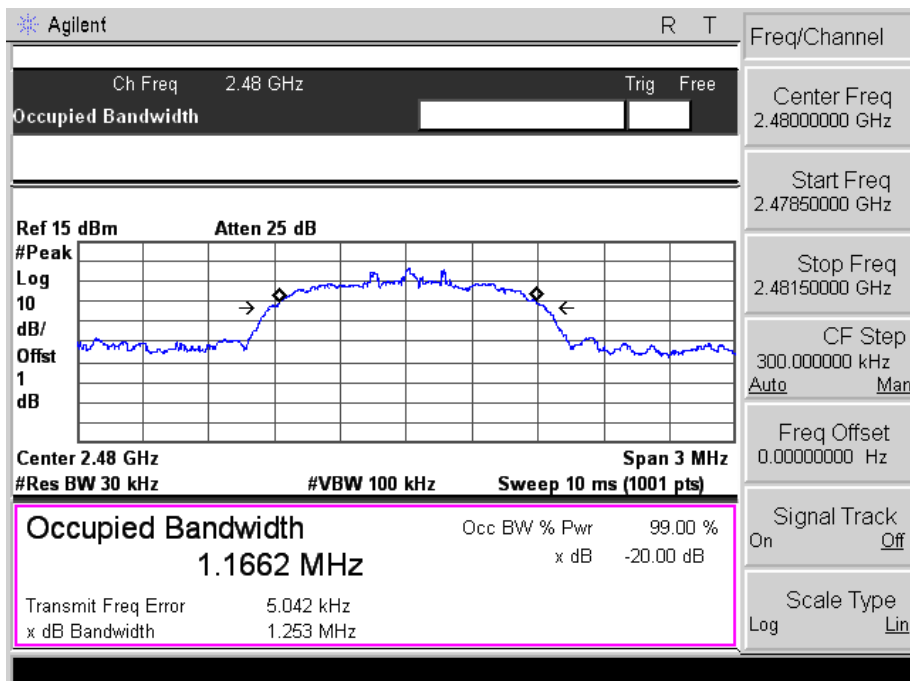 Agilent R T
Freq/Channel
Ch Freq 2.48 GHz Trig Free
Occupied Bandwidth
Center Freq
2.48000000 GHz
Start Freq
2.47850000 GHz
Stop Freq
2.48150000 GHz
CF Step
300.000000 kHz
Auto Man
Freq Offset
0.00000000 Hz
Signal Track
On Off
Scale Type
Log Lin
Ref 15 dBm Atten 25 dB
#Peak
Log
10
dB/
Offst
1
dB
Center 2.48 GHz Span 3 MHz
#Res BW 30 kHz #VBW 100 kHz Sweep 10 ms (1001 pts)
Occupied Bandwidth Occ BW % Pwr 99.00 %
1.1662 MHz x dB -20.00 dB
Transmit Freq Error 5.042 kHz
x dB Bandwidth 1.253 MHz